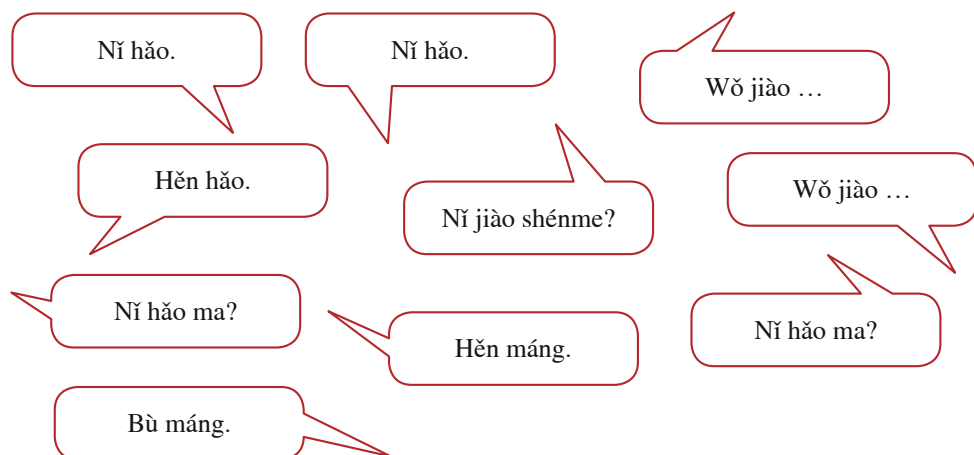 Nǐ hǎo.
Nǐ hǎo.
Wǒ jiào …
Hěn hǎo.
Nǐ jiào shénme?
Wǒ jiào …
Nǐ hǎo ma?
Hěn máng.
Nǐ hǎo ma?
Bù máng.